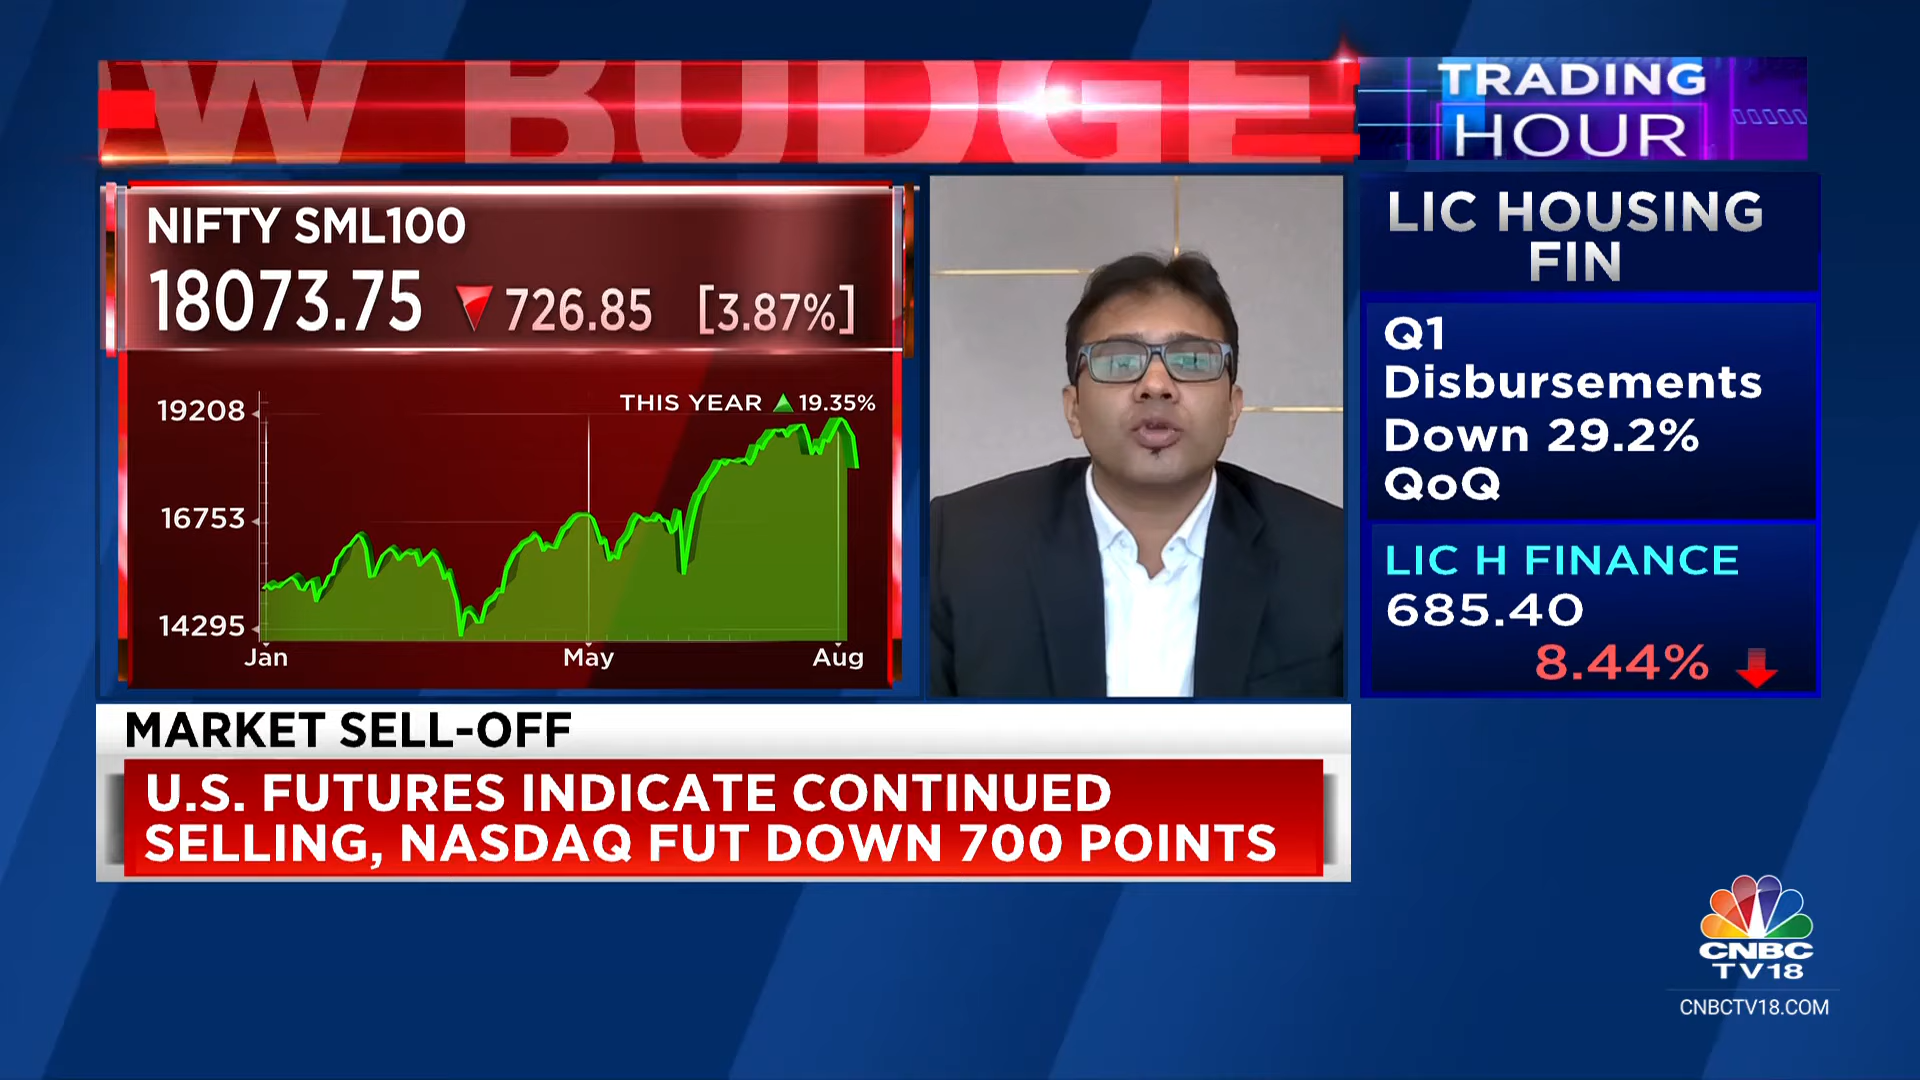 W BUDGE
TRADING
HOUR
NIFTY SML100
18073.75 726.85 [3.87%]
THIS YEAR 19.35%
19208
16753
14295
Jan May Aug
LIC HOUSING
FIN
Q1
Disbursements
Down 29.2%
QoQ
LIC H FINANCE
685.40
8.44%
MARKET SELL-OFF
U.S. FUTURES INDICATE CONTINUED
SELLING, NASDAQ FUT DOWN 700 POINTS
CNBC
TV18
CNBCTV18.COM